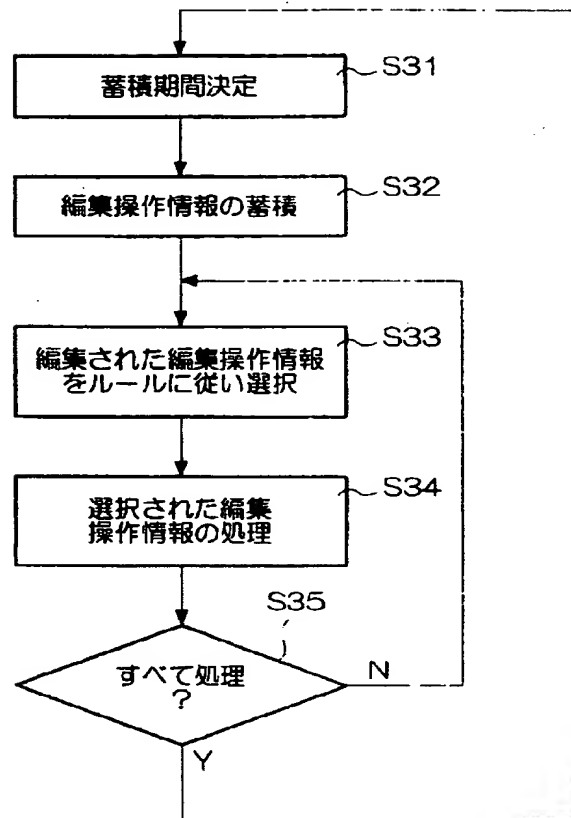 蓄積期間決定
S31
編集操作情報の蓄積
S32
編集された編集操作情報
をルールに従い選択
S33
選択された編集
操作情報の処理
S34
S35
すべて処理
?
N
Y